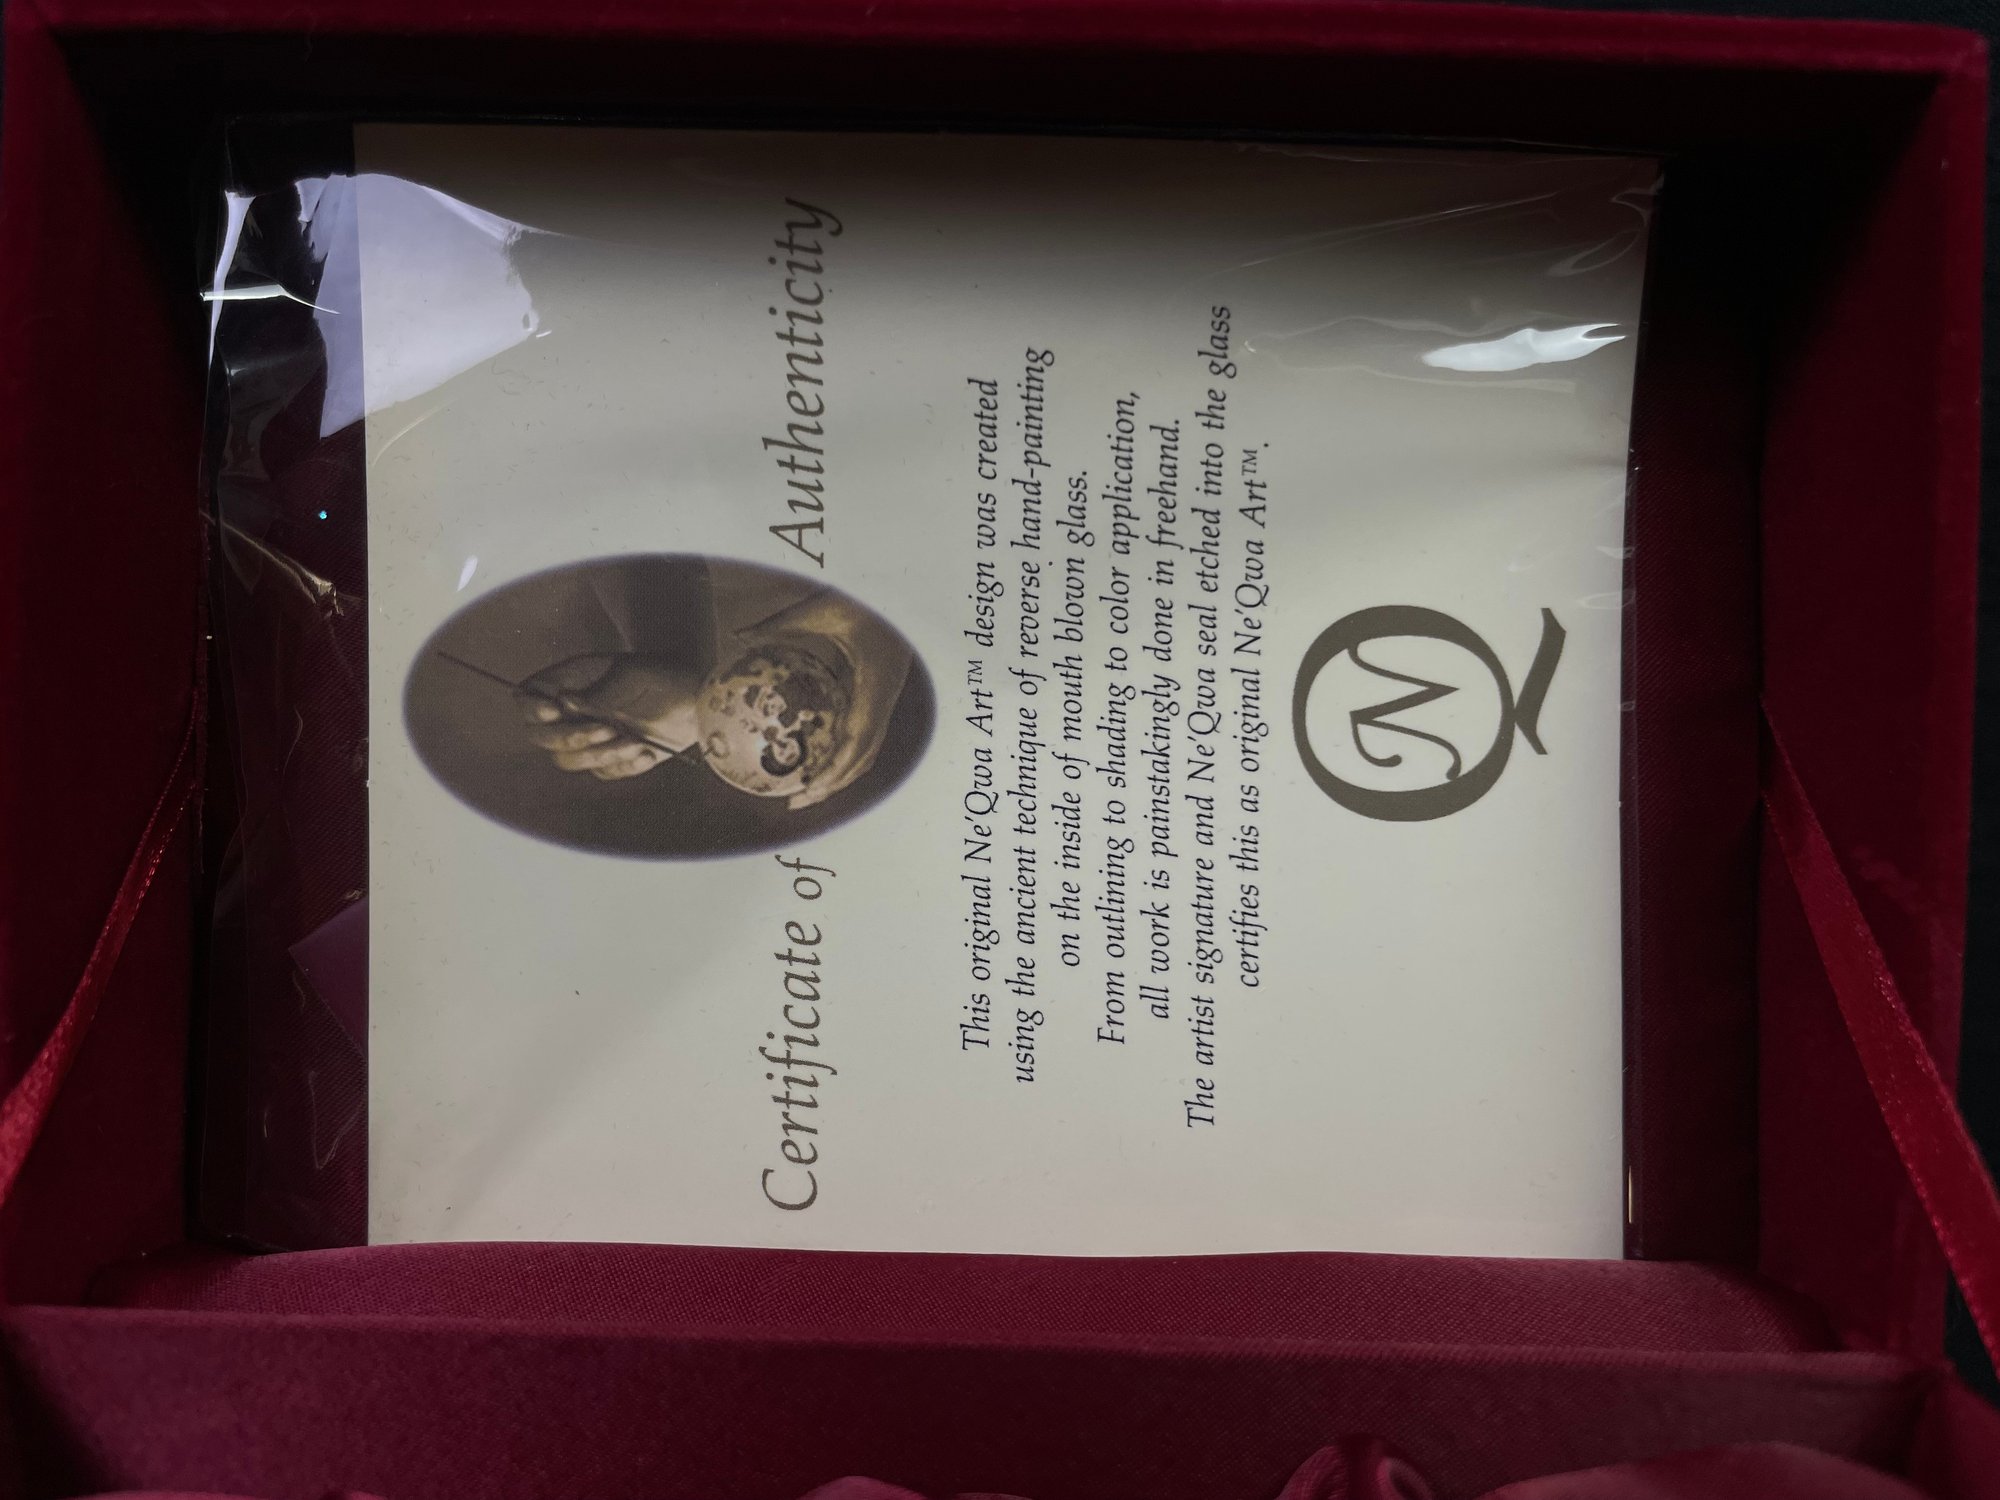 Certificate of Authenticity
This original Ne'Qwa Art™ design was created
using the ancient technique of reverse hand-painting
on the inside of mouth blown glass.
From outlining to shading to color application,
all work is painstakingly done in freehand.
The artist signature and Ne'Qwa seal etched into the glass
certifies this as original Ne'Qwa Art™.
NQ